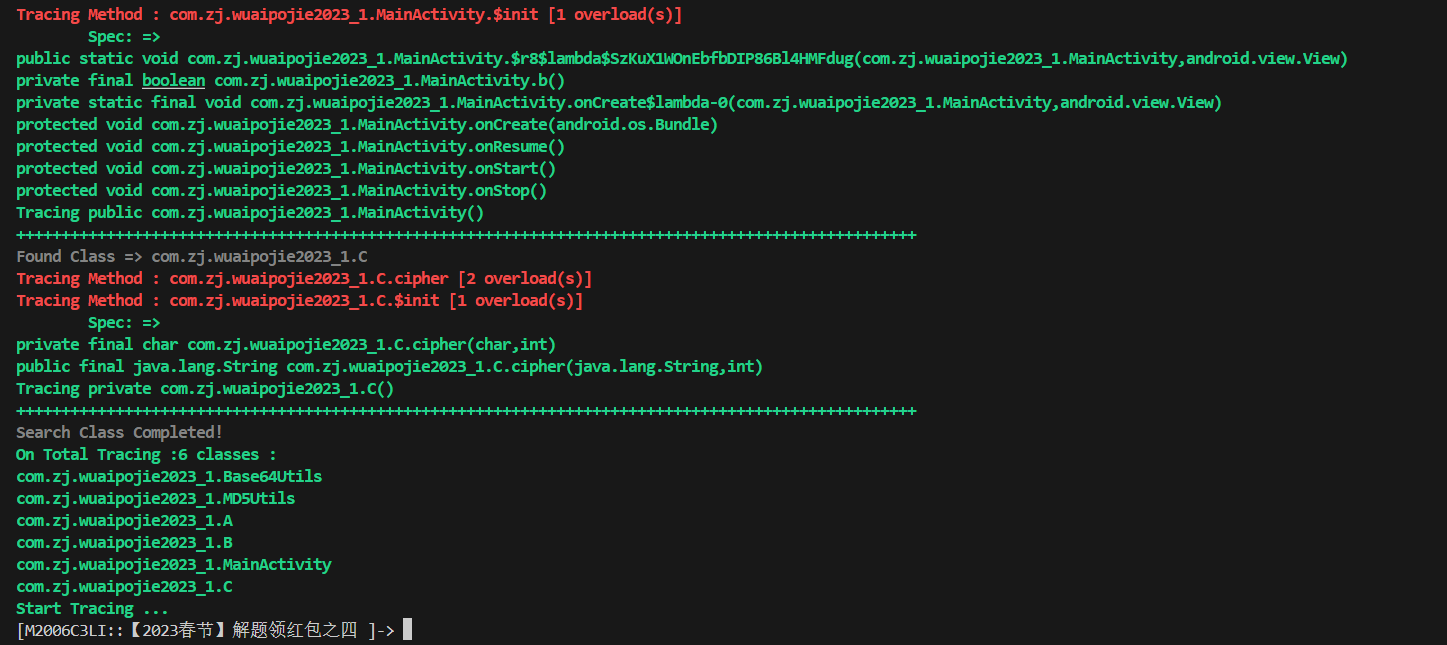 Tracing Method : com.zj.wuaipojie2023_1.MainActivity.$init [1 overload(s)]
Spec: =>
public static void com.zj.wuaipojie2023_1.MainActivity.$r8$lambda$SzKuX1WOnEbfbDIP86Bl4HMFdug(com.zj.wuaipojie2023_1.MainActivity,android.view.View)
private final boolean com.zj.wuaipojie2023_1.MainActivity.b()
private static final void com.zj.wuaipojie2023_1.MainActivity.onCreate$lambda-0(com.zj.wuaipojie2023_1.MainActivity,android.view.View)
protected void com.zj.wuaipojie2023_1.MainActivity.onCreate(android.os.Bundle)
protected void com.zj.wuaipojie2023_1.MainActivity.onResume()
protected void com.zj.wuaipojie2023_1.MainActivity.onStart()
protected void com.zj.wuaipojie2023_1.MainActivity.onStop()
Tracing public com.zj.wuaipojie2023_1.MainActivity()
++++++++++++++++++++++++++++++++++++++++++++++++++++++++++++++++++++++++++++++++++++++++++++++++++++
Found Class => com.zj.wuaipojie2023_1.C
Tracing Method : com.zj.wuaipojie2023_1.C.cipher [2 overload(s)]
Tracing Method : com.zj.wuaipojie2023_1.C.$init [1 overload(s)]
Spec: =>
private final char com.zj.wuaipojie2023_1.C.cipher(char,int)
public final java.lang.String com.zj.wuaipojie2023_1.C.cipher(java.lang.String,int)
Tracing private com.zj.wuaipojie2023_1.C()
++++++++++++++++++++++++++++++++++++++++++++++++++++++++++++++++++++++++++++++++++++++++++++++++++++
Search Class Completed!
On Total Tracing :6 classes :
com.zj.wuaipojie2023_1.Base64Utils
com.zj.wuaipojie2023_1.MD5Utils
com.zj.wuaipojie2023_1.A
com.zj.wuaipojie2023_1.B
com.zj.wuaipojie2023_1.MainActivity
com.zj.wuaipojie2023_1.C
Start Tracing ...
[M2006C3LI::【2023春节】解题领红包之四 ]->